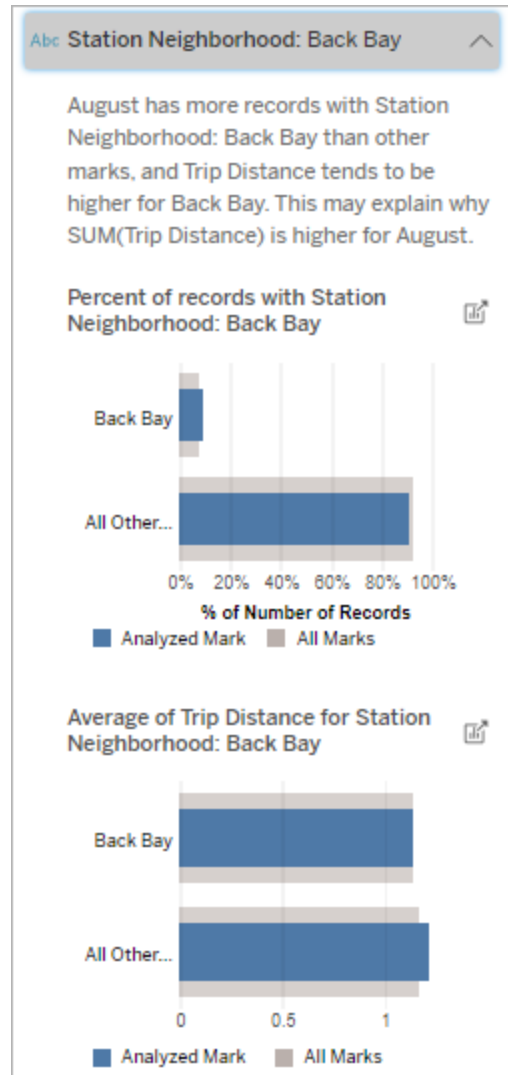 Abc Station Neighborhood: Back Bay
August has more records with Station
Neighborhood: Back Bay than other
marks, and Trip Distance tends to be
higher for Back Bay. This may explain why
SUM(Trip Distance) is higher for August.
Percent of records with Station
Neighborhood: Back Bay
Back Bay
All Other...
0% 20% 40% 60% 80% 100%
% of Number of Records
Analyzed Mark All Marks
Average of Trip Distance for Station
Neighborhood: Back Bay
Back Bay
All Other...
0 0.5 1
Analyzed Mark All Marks